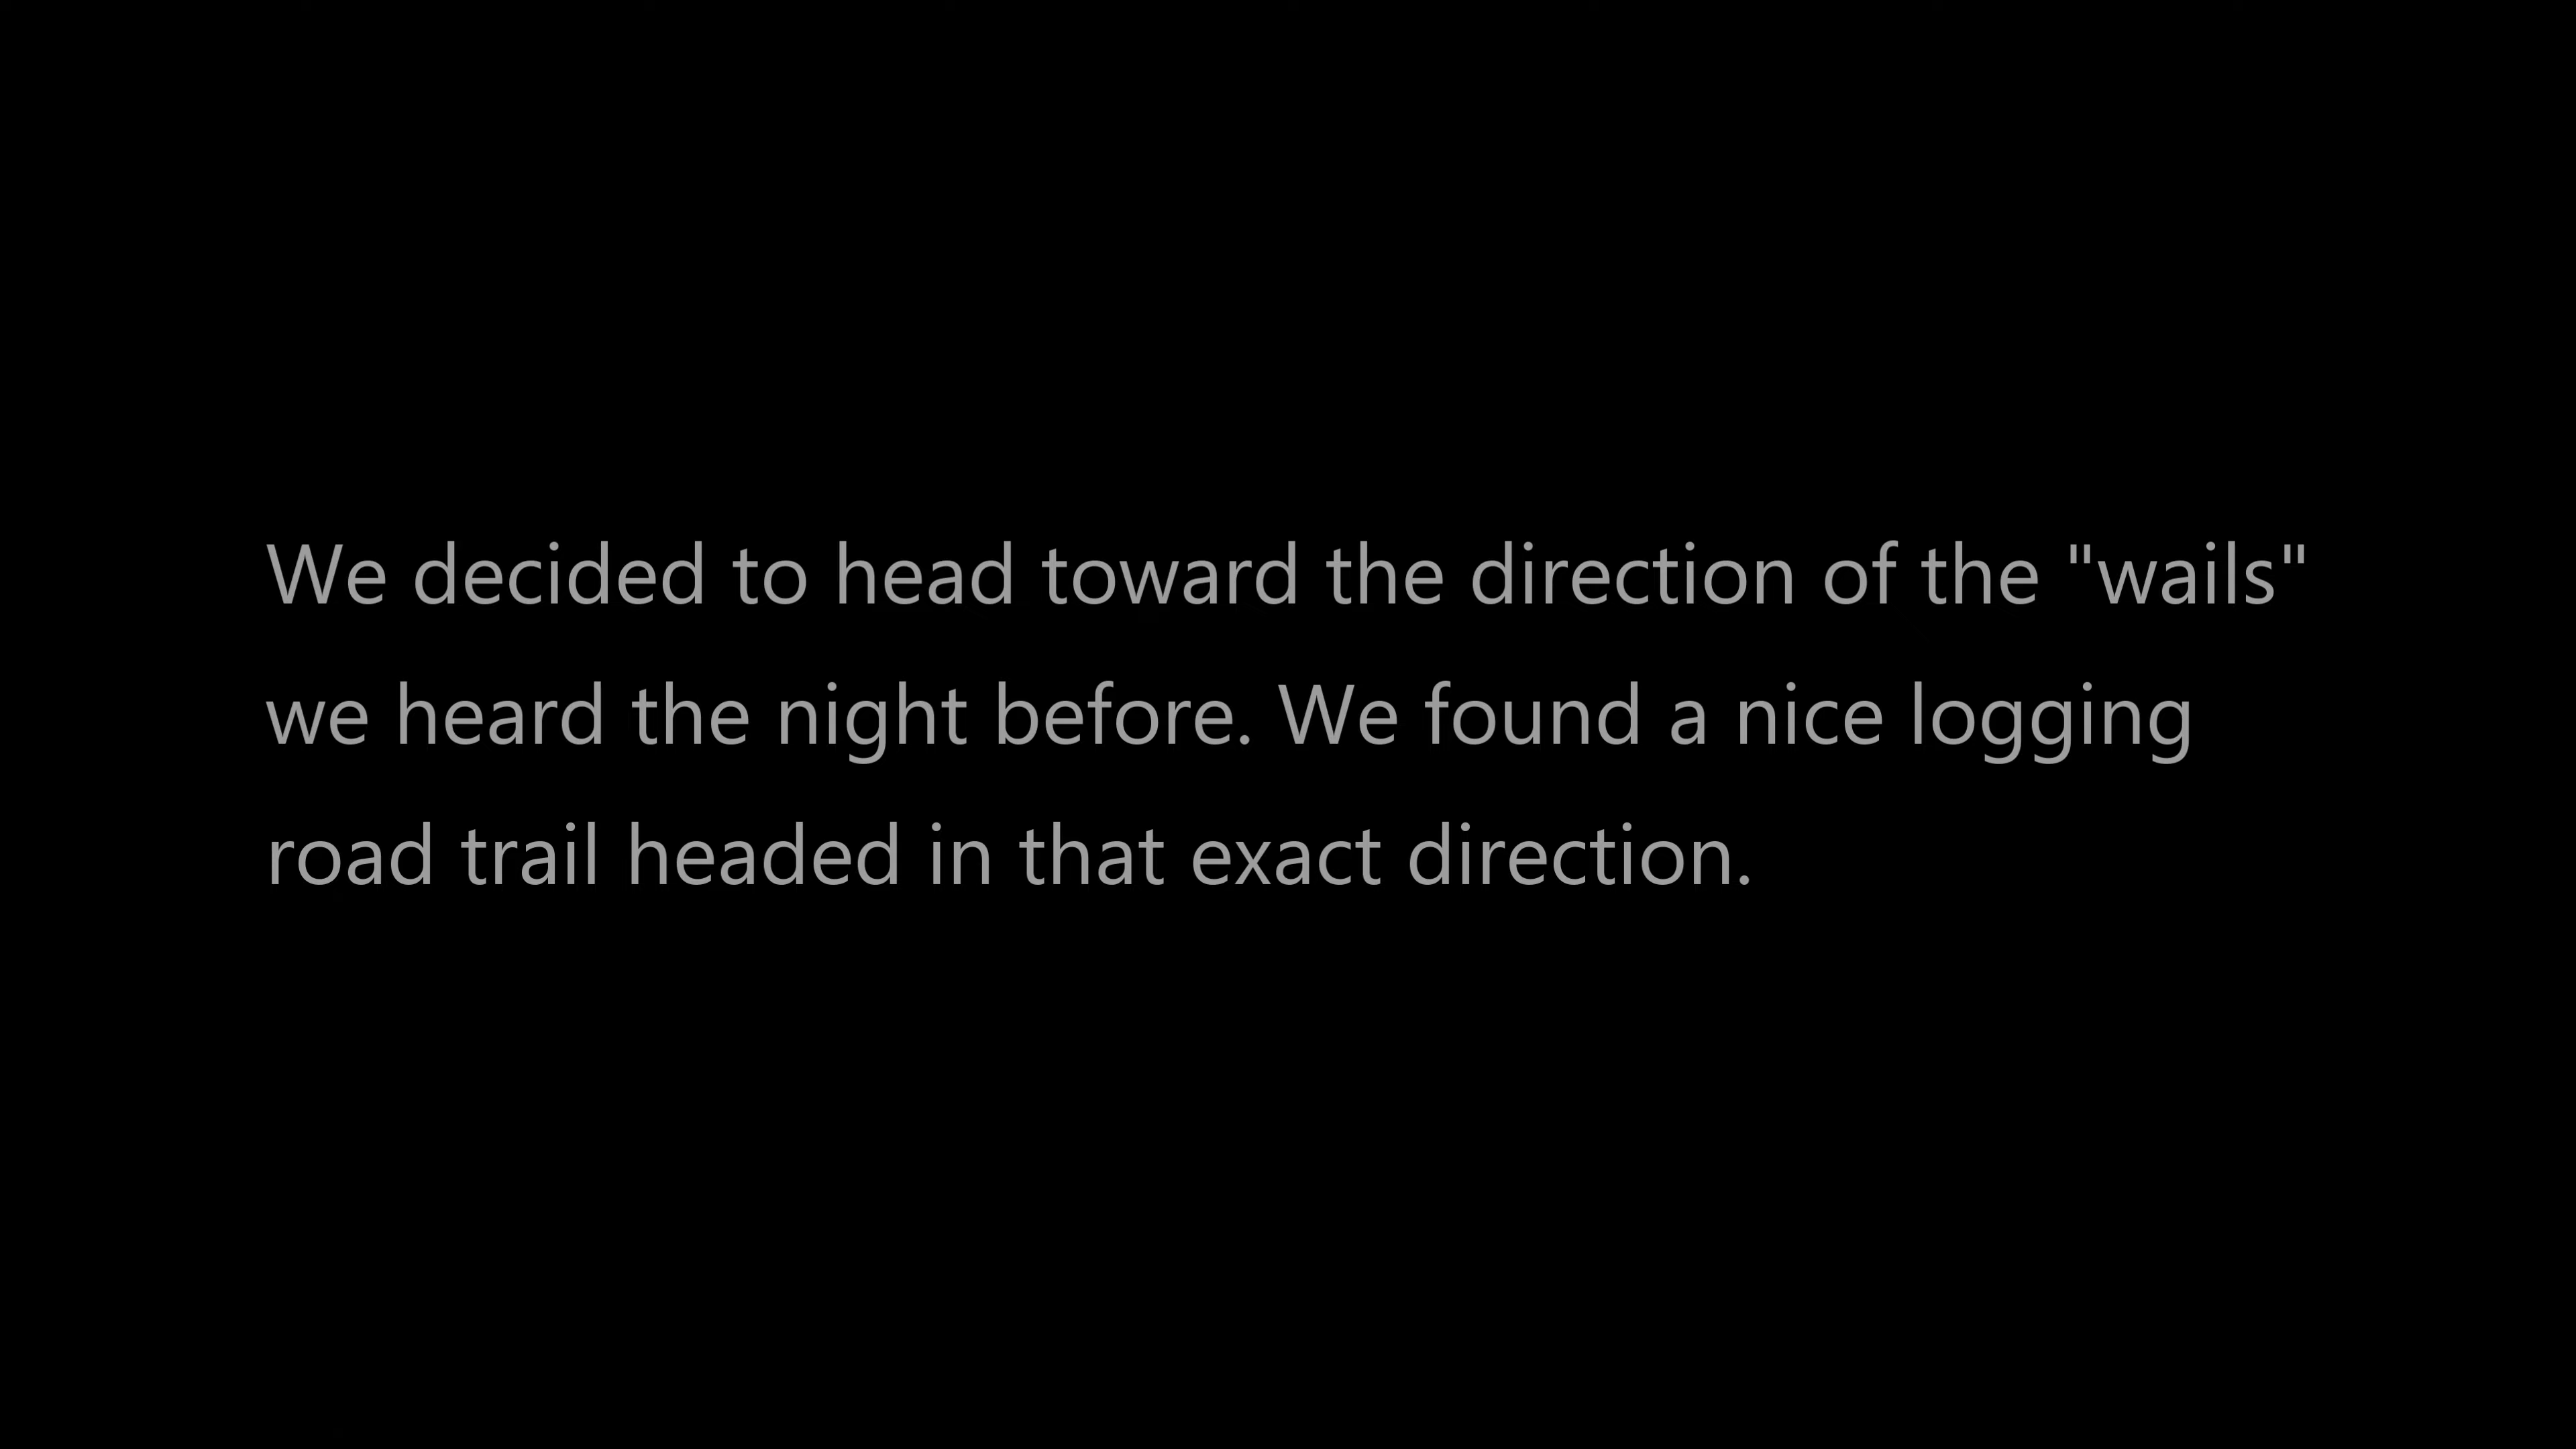 We decided to head toward the direction of the "wails"
we heard the night before. We found a nice logging
road trail headed in that exact direction.